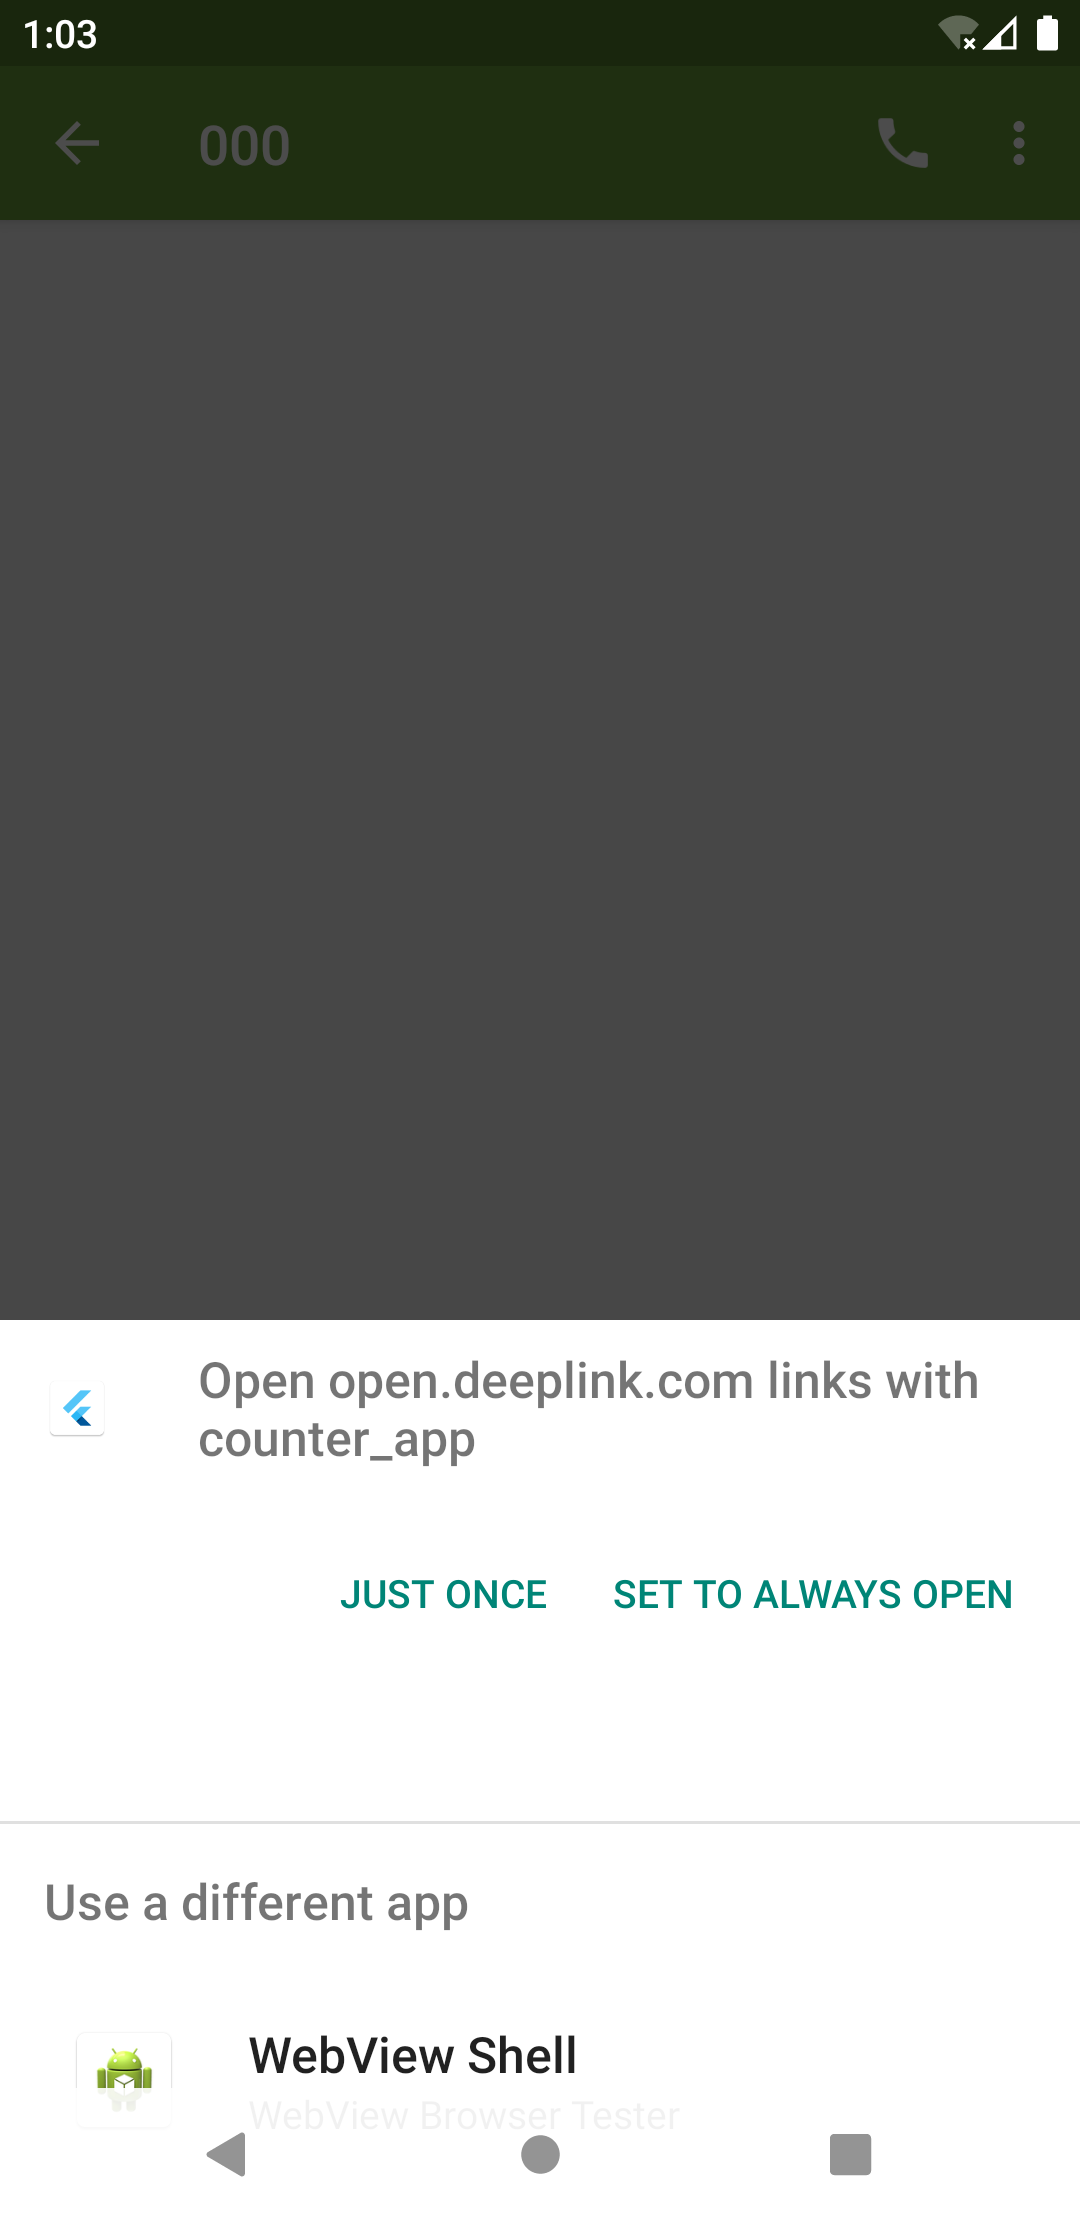 1:03
000
Open open.deeplink.com links with
counter_app
JUST ONCE
SET TO ALWAYS OPEN
Use a different app
WebView Shell
WebView Browser Tester